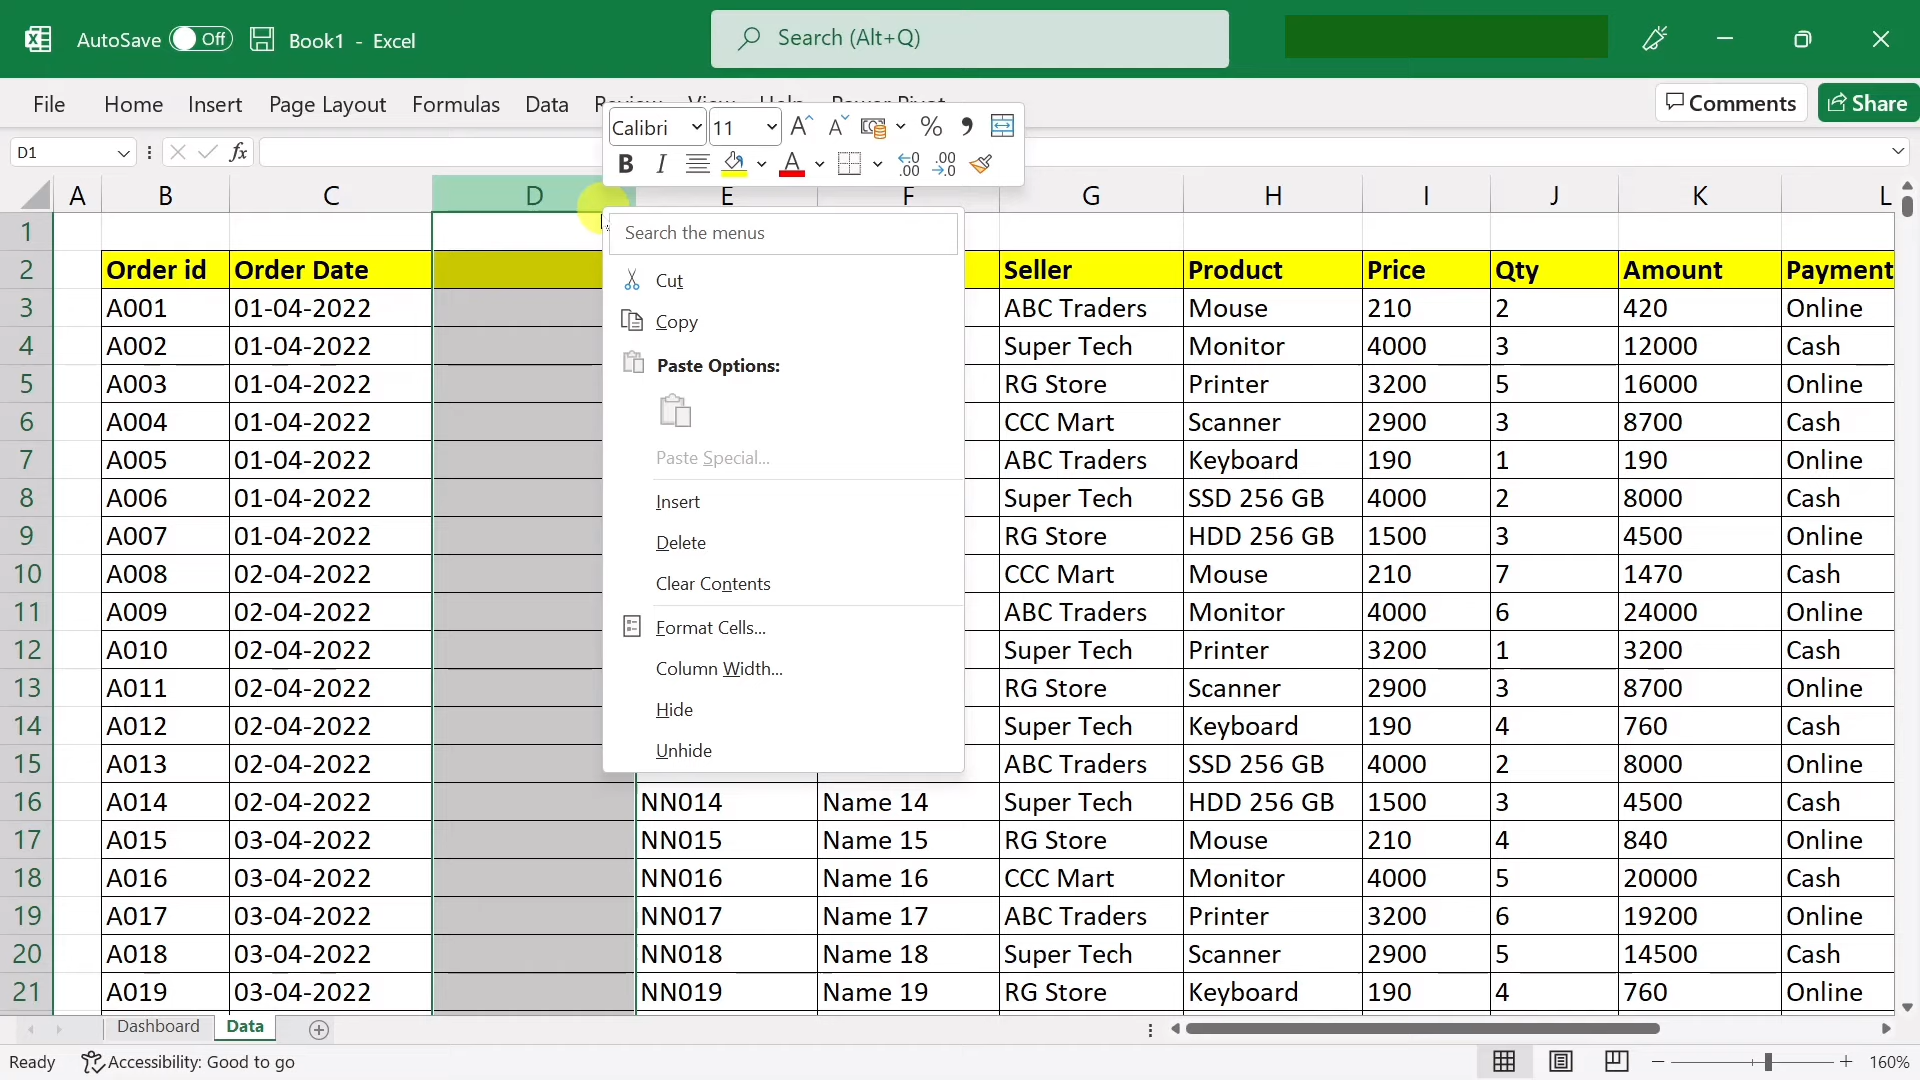 AutoSave Off Book1 - Excel Search (Alt+Q)
File Home Insert Page Layout Formulas Data Review View Help Power Pivot Comments Share
Calibri 11 A A % ,
B I A .00 .00
D1 fx
A B C D E F G H I J K L
1
2 Order id Order Date Seller Product Price Qty Amount Payment
3 A001 01-04-2022 ABC Traders Mouse 210 2 420 Online
4 A002 01-04-2022 Super Tech Monitor 4000 3 12000 Cash
5 A003 01-04-2022 RG Store Printer 3200 5 16000 Online
6 A004 01-04-2022 CCC Mart Scanner 2900 3 8700 Cash
7 A005 01-04-2022 ABC Traders Keyboard 190 1 190 Online
8 A006 01-04-2022 Super Tech SSD 256 GB 4000 2 8000 Cash
9 A007 01-04-2022 RG Store HDD 256 GB 1500 3 4500 Online
10 A008 02-04-2022 CCC Mart Mouse 210 7 1470 Cash
11 A009 02-04-2022 ABC Traders Monitor 4000 6 24000 Cash
12 A010 02-04-2022 Super Tech Printer 3200 1 3200 Cash
13 A011 02-04-2022 RG Store Scanner 2900 3 8700 Online
14 A012 02-04-2022 Super Tech Keyboard 190 4 760 Cash
15 A013 02-04-2022 ABC Traders SSD 256 GB 4000 2 8000 Online
16 A014 02-04-2022 NN014 Name 14 Super Tech HDD 256 GB 1500 3 4500 Cash
17 A015 03-04-2022 NN015 Name 15 RG Store Mouse 210 4 840 Online
18 A016 03-04-2022 NN016 Name 16 CCC Mart Monitor 4000 5 20000 Cash
19 A017 03-04-2022 NN017 Name 17 ABC Traders Printer 3200 6 19200 Online
20 A018 03-04-2022 NN018 Name 18 Super Tech Scanner 2900 5 14500 Cash
21 A019 03-04-2022 NN019 Name 19 RG Store Keyboard 190 4 760 Online
Search the menus
Cut
Copy
Paste Options:
Paste Special...
Insert
Delete
Clear Contents
Format Cells...
Column Width...
Hide
Unhide
Dashboard Data
Ready Accessibility: Good to go 160%